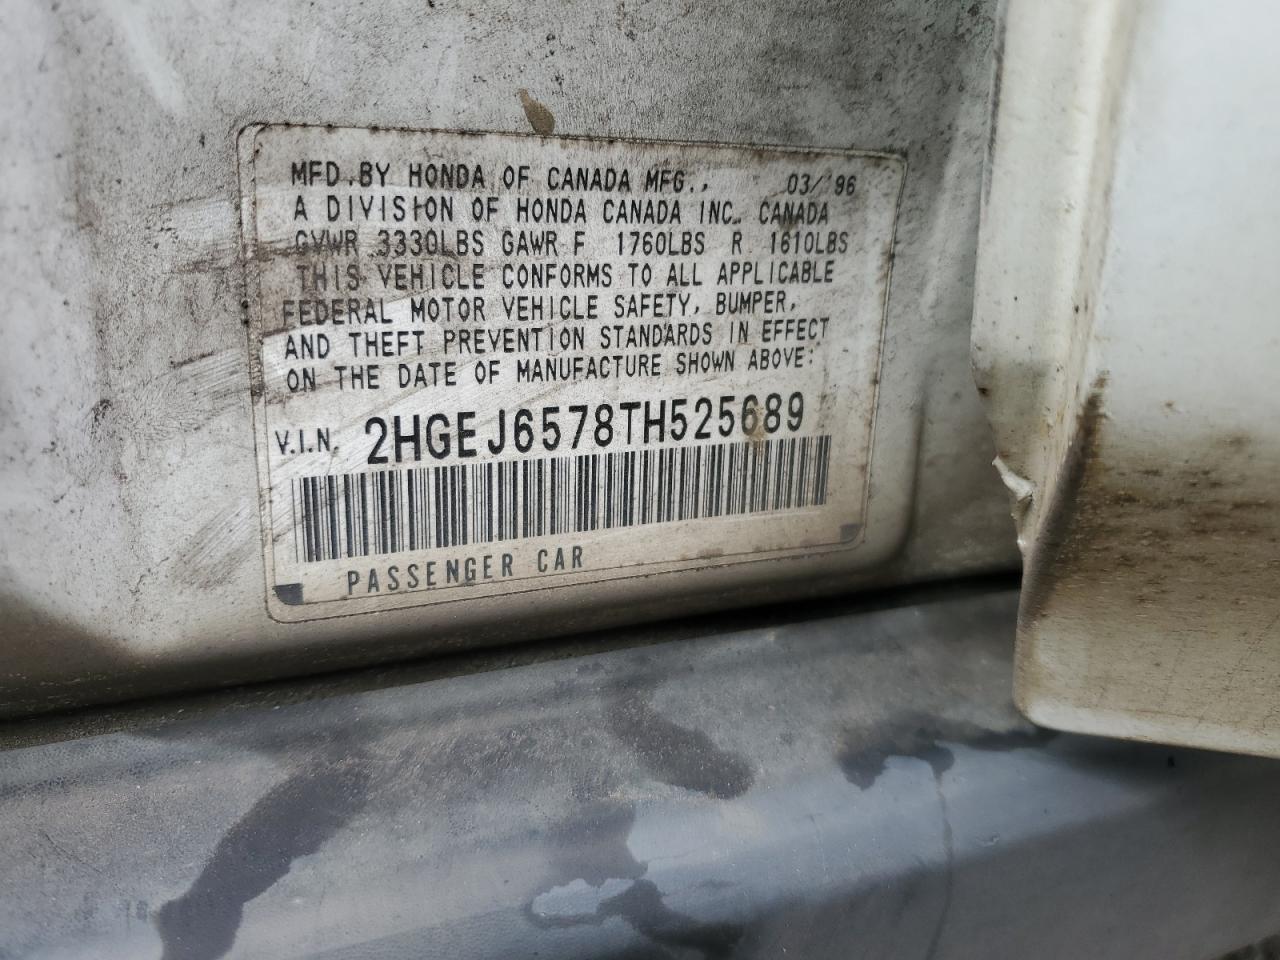 MFD.BY HONDA OF CANADA MFG., 03/'96
A DIVISION OF HONDA CANADA INC. CANADA
GVWR 3330LBS GAWR F 1760LBS R 1610LBS
THIS VEHICLE CONFORMS TO ALL APPLICABLE
FEDERAL MOTOR VEHICLE SAFETY, BUMPER,
AND THEFT PREVENTION STANDARDS IN EFFECT
ON THE DATE OF MANUFACTURE SHOWN ABOVE:
V.I.N. 2HGEJ6578TH525689
PASSENGER CAR